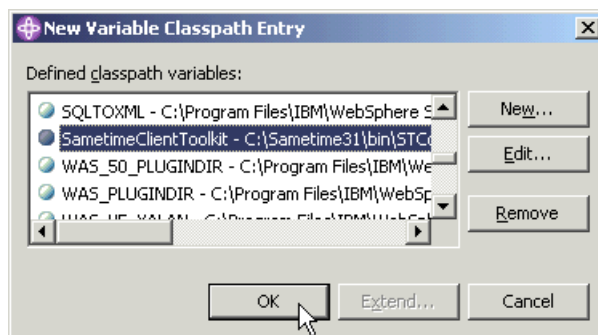 New Variable Classpath Entry
Defined classpath variables:
SQLTOXML - C:\Program Files\IBM\WebSphere S
New...
SametimeClientToolkit - C:\Sametime31\bin\STC
Edit...
WAS_50_PLUGINDIR - C:\Program Files\IBM\We
WAS_PLUGINDIR - C:\Program Files\IBM\WebSp
Remove
OK
Extend...
Cancel